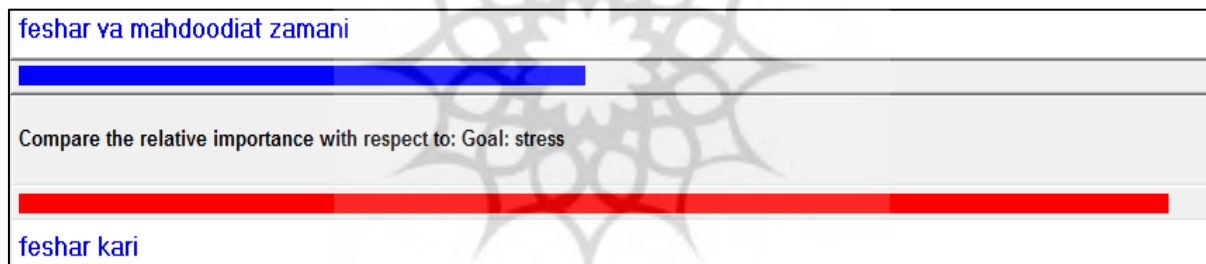 feshar va mahdoodiat zamani
Compare the relative importance with respect to: Goal: stress
feshar kari